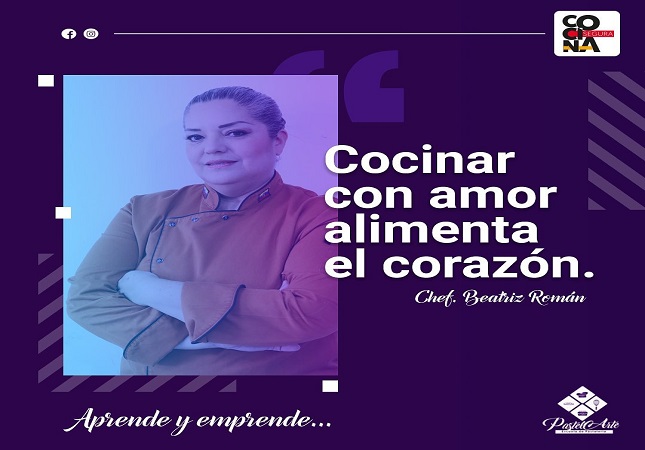 COCINA
SEGURA
Cocinar
con amor
alimenta
el corazón.
Chef. Beatriz Román
Aprende y emprende...
PastelArte